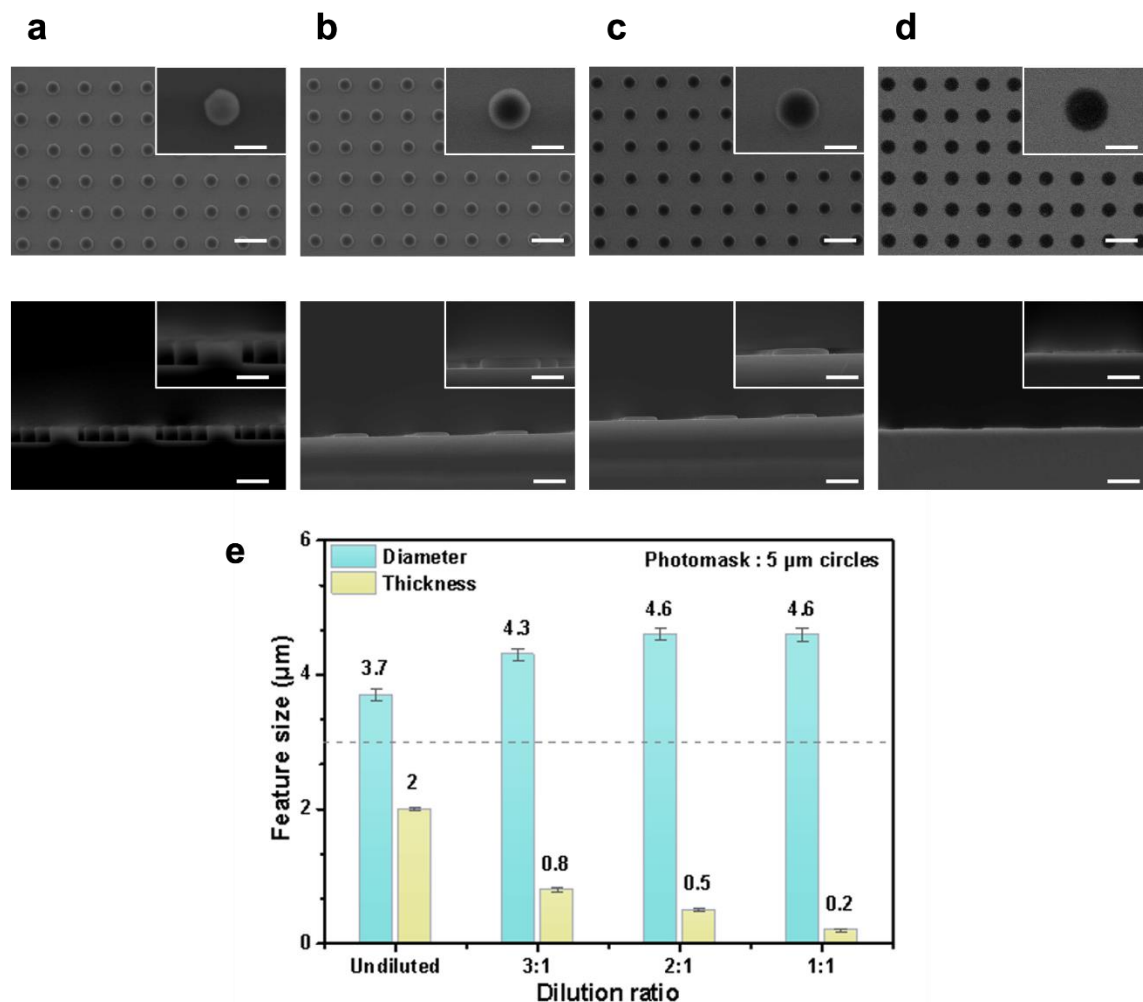 a b c d
e
6
Diameter
Thickness
Photomask : 5 µm circles
4.6
4.6
4.3
4
3.7
Feature size (µm)
2
2
0.8
0.5
0.2
0
Undiluted 3:1 2:1 1:1
Dilution ratio